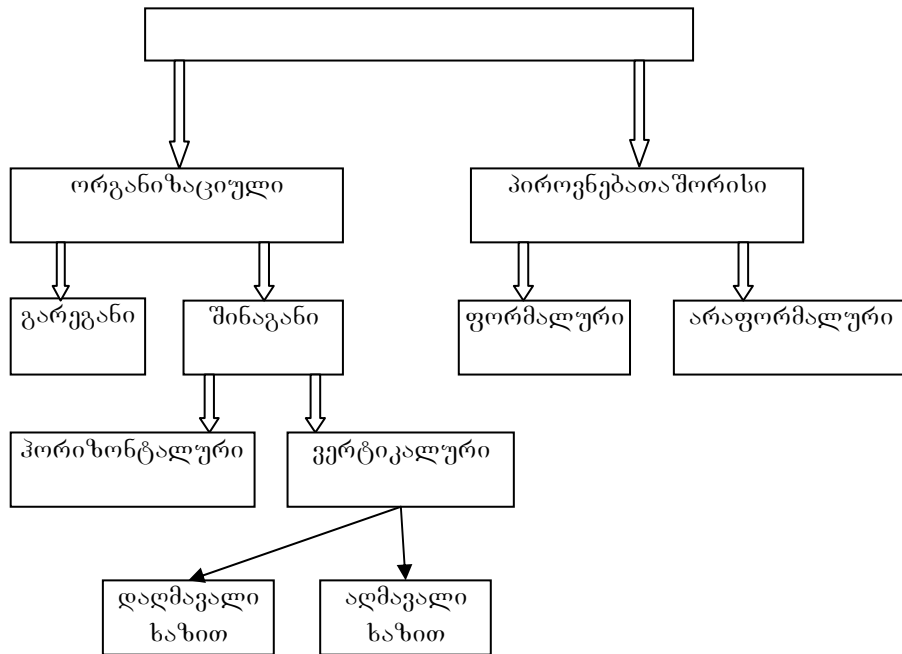 ორგანიზაციული
პიროვნებათაშორისი
გარეგანი
შინაგანი
ფორმალური
არაფორმალური
ჰორიზონტალური
ვერტიკალური
დაღმავალი
ხაზით
აღმავალი
ხაზით